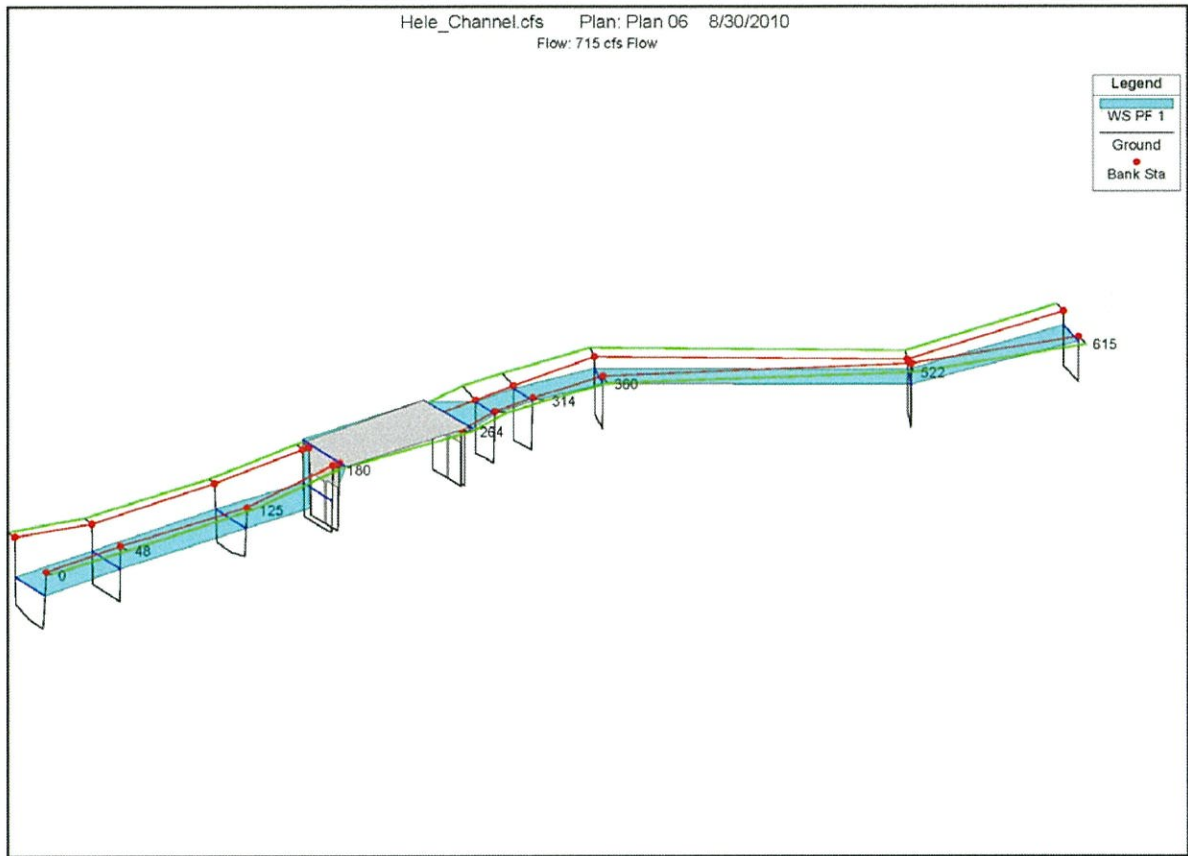 Hele_Channel.cfs Plan: Plan 06 8/30/2010
Flow: 715 cfs Flow
Legend
WS PF 1
Ground
Bank Sta
615
522
360
314
264
180
125
48
0